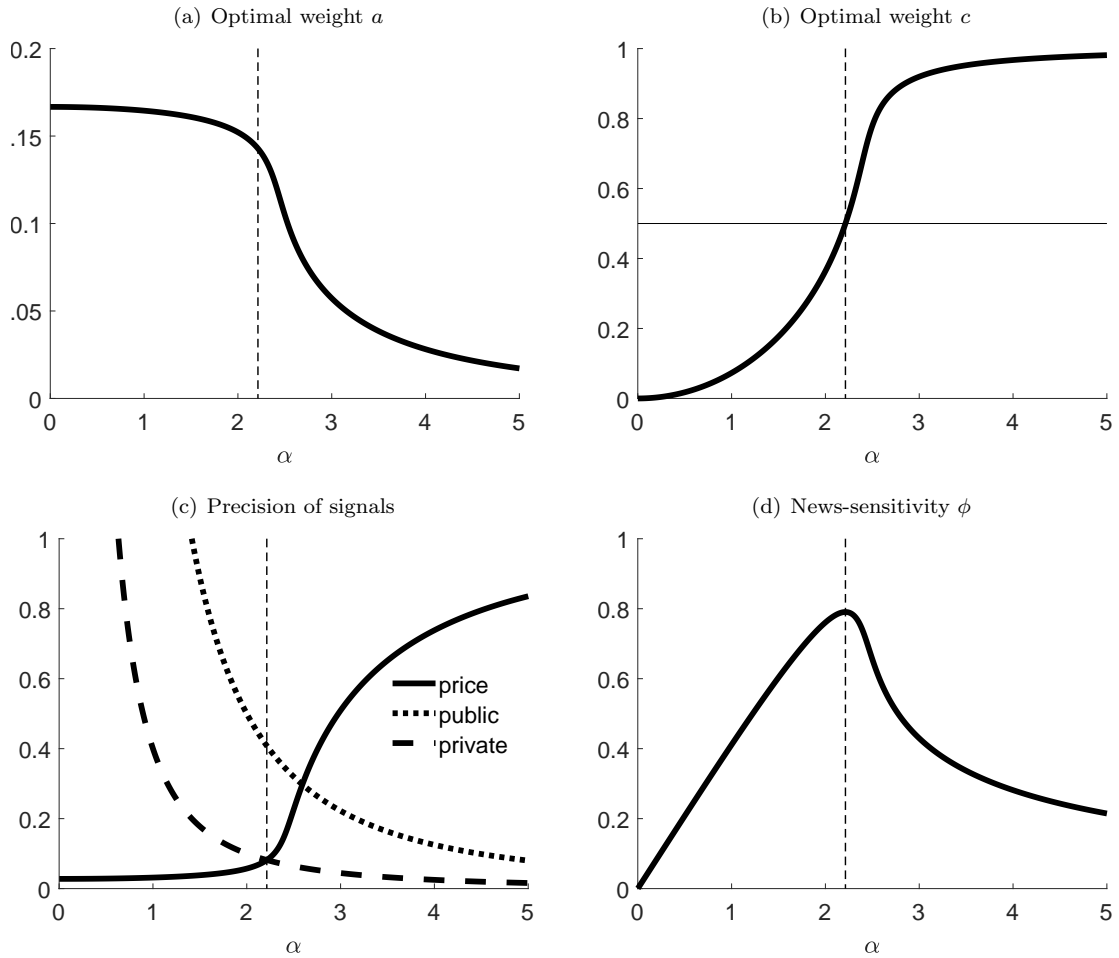 (a) Optimal weight a
0.2
.15
0.1
.05
0
0 1 2 3 4 5
α
(b) Optimal weight c
1
0.8
0.6
0.4
0.2
0
0 1 2 3 4 5
α
(c) Precision of signals
1
0.8
0.6
0.4
0.2
0
price
public
private
0 1 2 3 4 5
α
(d) News-sensitivity ϕ
1
0.8
0.6
0.4
0.2
0
0 1 2 3 4 5
α